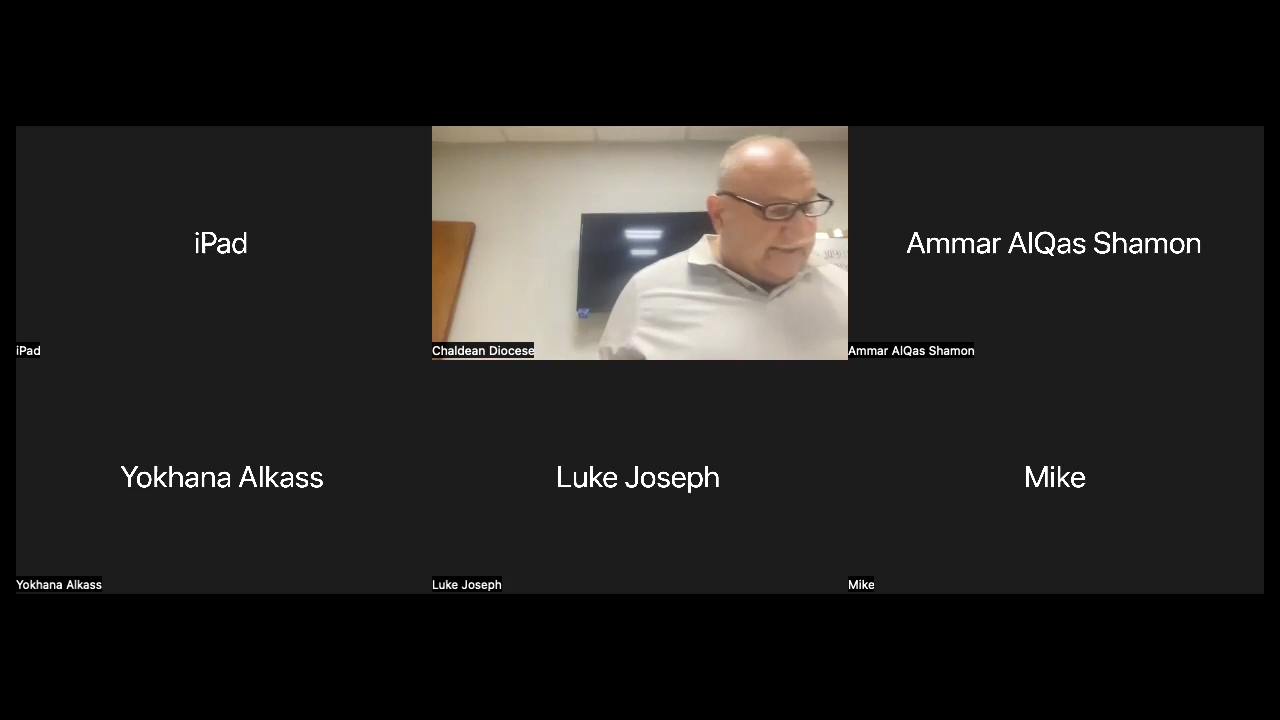 iPad
Ammar AlQas Shamon
iPad
Chaldean Diocese
Ammar AlQas Shamon
Yokhana Alkass
Luke Joseph
Mike
Yokhana Alkass
Luke Joseph
Mike